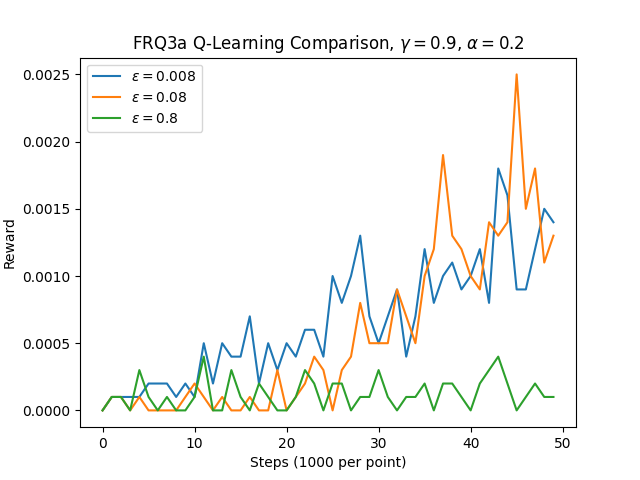 FRQ3a Q-Learning Comparison, γ = 0.9, α = 0.2
ε = 0.008
ε = 0.08
ε = 0.8
Reward
0.0025
0.0020
0.0015
0.0010
0.0005
0.0000
0 10 20 30 40 50
Steps (1000 per point)